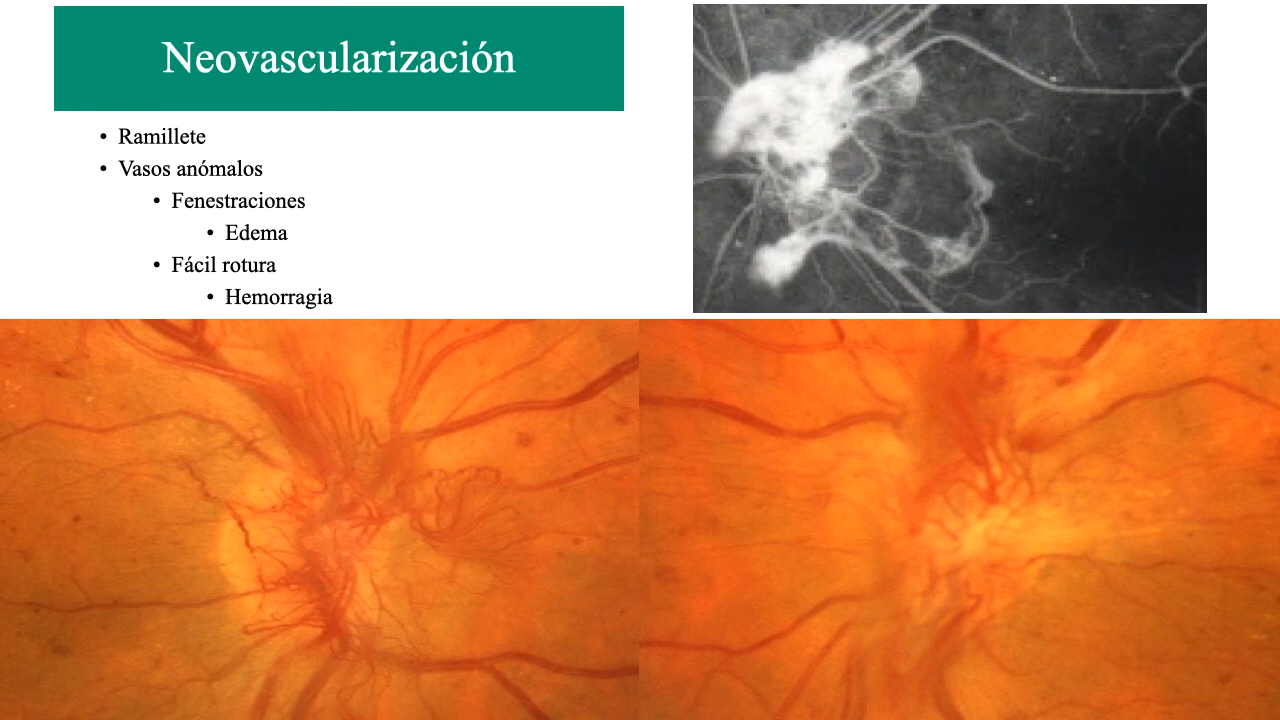 Neovascularización
• Ramillete
• Vasos anómalos
• Fenestraciones
• Edema
• Fácil rotura
• Hemorragia